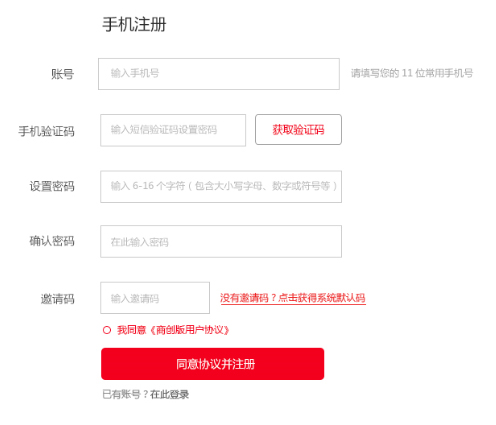 手机注册
账号 输入手机号 请填写您的 11 位常用手机号
手机验证码 输入短信验证码设置密码 获取验证码
设置密码 输入 6-16 个字符（包含大小写字母、数字或符号等）
确认密码 在此输入密码
邀请码 输入邀请码 没有邀请码？点击获得系统默认码
我同意《商创版用户协议》
同意协议并注册
已有账号？在此登录